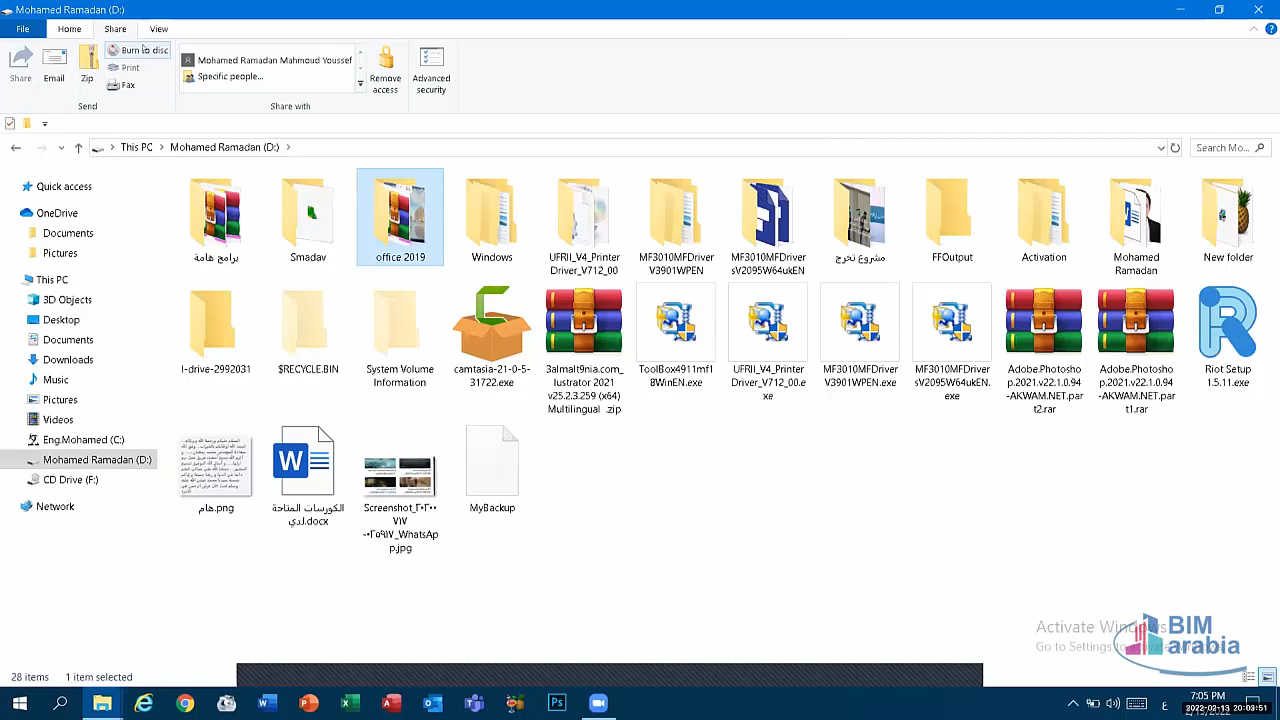 Mohamed Ramadan (D:)
File Home Share View
Share Email Zip Burn to disc Print Fax
Mohamed Ramadan Mahmoud Youssef
Specific people...
Remove access
Advanced security
Send Share with
This PC Mohamed Ramadan (D:)
Search Mo...
Quick access
OneDrive
Documents
Pictures
This PC
3D Objects
Desktop
Documents
Downloads
Music
Pictures
Videos
Eng.Mohamed (C:)
Mohamed Ramadan (D:)
CD Drive (F:)
Network
برامج هامة
Smadav
office 2019
Windows
UFRII_V4_Printer
Driver_V712_00
MF3010MFDriver
V3901WPEN
MF3010MFDriver
sV2095W64ukEN
مشروع تخرج
FFOutput
Activation
Mohamed
Ramadan
New folder
l-drive-2992031
$RECYCLE.BIN
System Volume
Information
camtasia-21-0-5-
31722.exe
3almalt9nia.com_
lustrator 2021
v25.2.3.259 (x64)
Multilingual .zip
ToolBox4911mf1
8WinEN.exe
UFRII_V4_Printer
Driver_V712_00.e
xe
MF3010MFDriver
V3901WPEN.exe
MF3010MFDriver
sV2095W64ukEN.
exe
Adobe.Photosho
p.2021.v22.1.0.94
-AKWAM.NET.par
t2.rar
Adobe.Photosho
p.2021.v22.1.0.94
-AKWAM.NET.par
t1.rar
Riot Setup
1.5.11.exe
هام.png
الكورسات المتاحة
لدي.docx
Screenshot_٢٠٢٠٠
٧١٧
-٠٢٥٩١٧_WhatsAp
p.jpg
MyBackup
Activate Windows
Go to Settings to activate
BIM
arabia
28 items 1 item selected
7:05 PM
2022-02-13 20:03:51